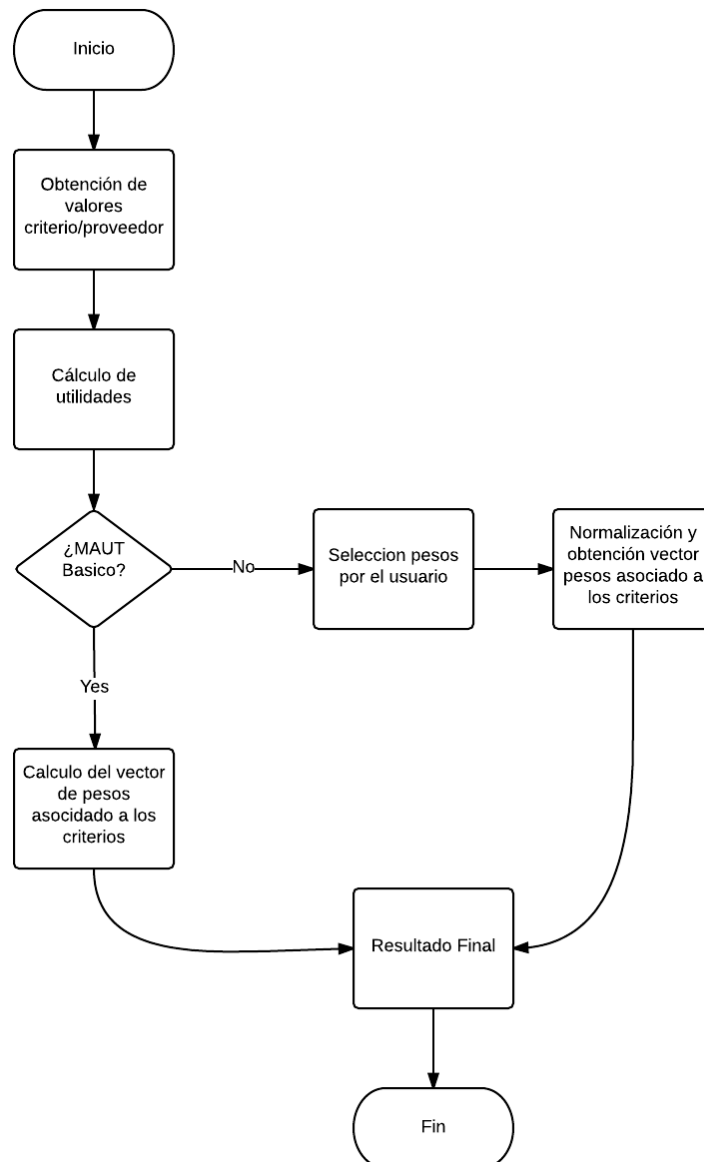 Inicio
Obtención de
valores
criterio/proveedor
Cálculo de
utilidades
¿MAUT
Basico?
No
Seleccion pesos
por el usuario
Normalización y
obtención vector
pesos asociado a
los criterios
Yes
Calculo del vector
de pesos
asocidado a los
criterios
Resultado Final
Fin